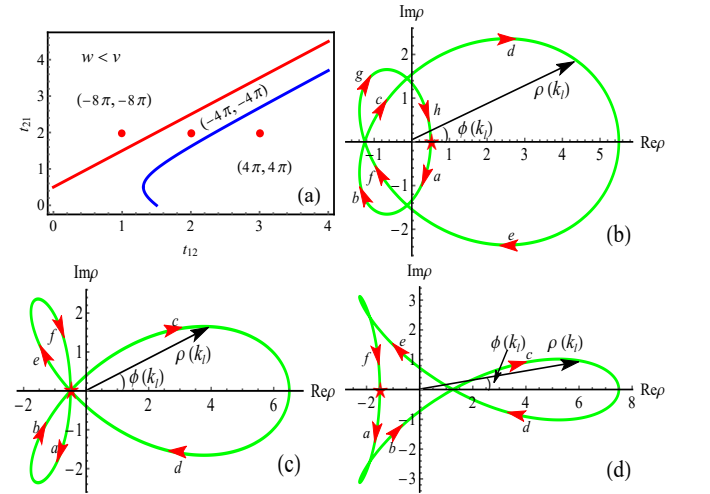 w < v
(-8π, -8π)
(-4π, -4π)
(4π, 4π)
(a)
t21
t12
0
1
2
3
4
0
1
2
3
4
5
Imρ
Reρ
ρ(kl)
ϕ(kl)
g
c
h
d
f
b
a
e
(b)
2
1
-1
-2
-1
1
2
3
4
5
Imρ
Reρ
ρ(kl)
ϕ(kl)
f
e
b
a
c
d
(c)
2
1
-1
-2
-2
2
4
6
Imρ
Reρ
ϕ(kl)
ρ(kl)
e
c
f
a
b
d
(d)
3
2
1
-1
-2
-3
-2
2
4
6
8